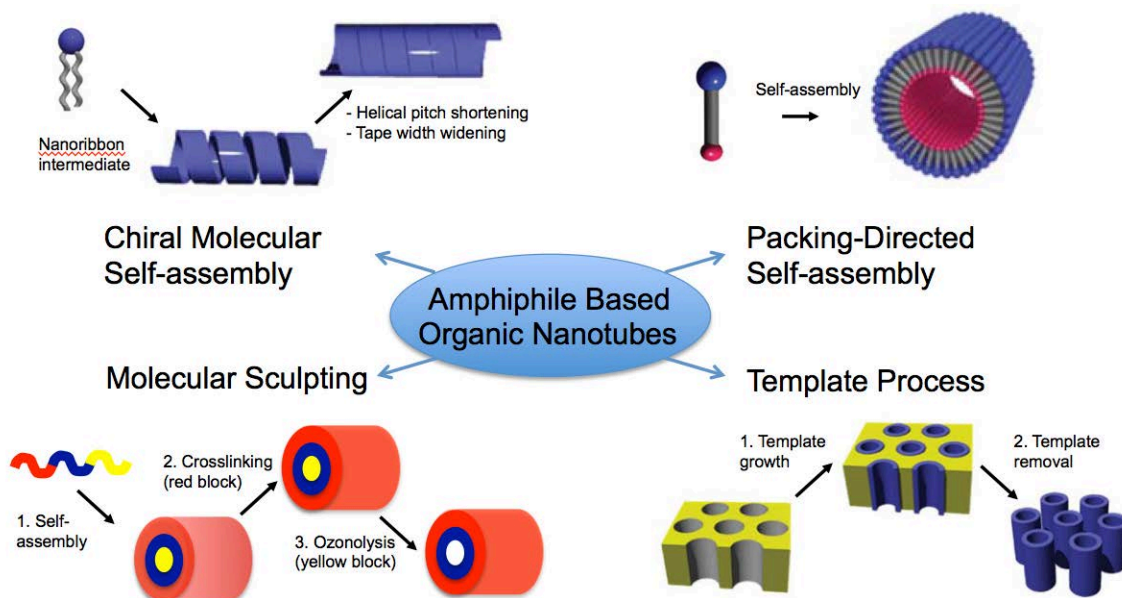 Nanoribbon
intermediate
- Helical pitch shortening
- Tape width widening
Self-assembly
Chiral Molecular
Self-assembly
Packing-Directed
Self-assembly
Amphiphile Based
Organic Nanotubes
Molecular Sculpting
Template Process
1. Self-
assembly
2. Crosslinking
(red block)
3. Ozonolysis
(yellow block)
1. Template
growth
2. Template
removal